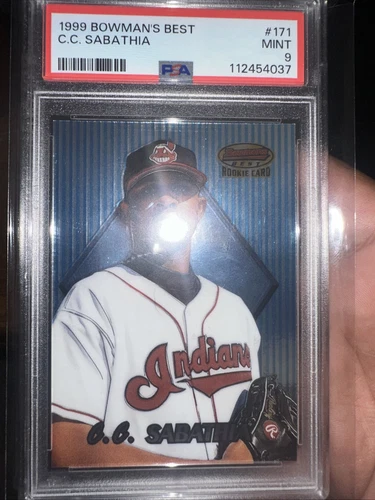 1999 BOWMAN'S BEST #171
C.C. SABATHIA MINT
9
PSA 112454037
BEST
ROOKIE CARD
Indians
C.C. SABATHIA
R